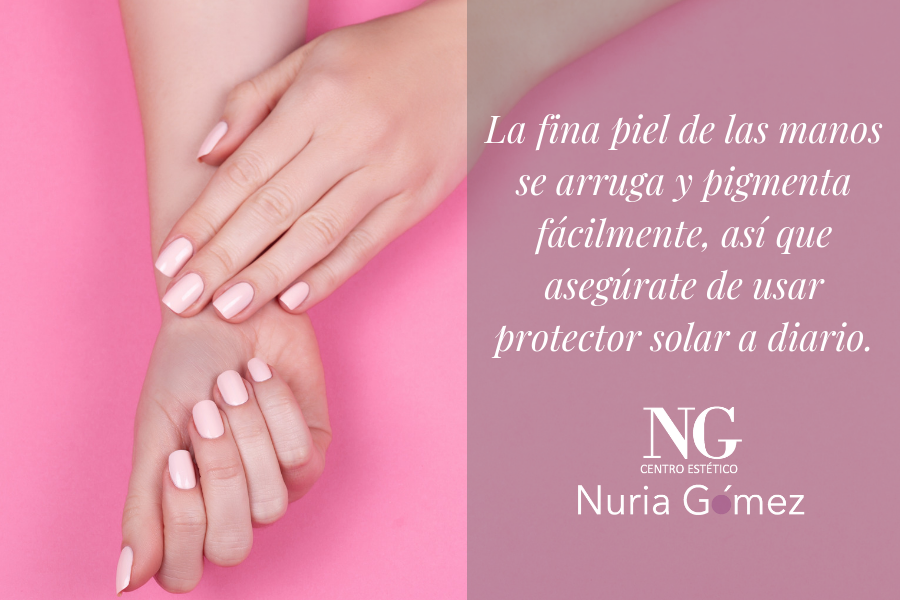 La fina piel de las manos
se arruga y pigmenta
fácilmente, así que
asegúrate de usar
protector solar a diario.
NG
CENTRO ESTÉTICO
Nuria Gómez